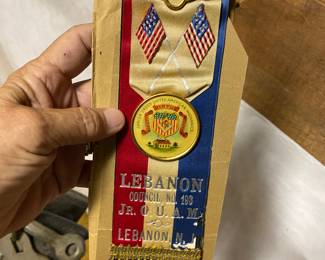 LEBANON
COUNCIL NO. 193
JR. O. U. A. M.
LEBANON N. J.